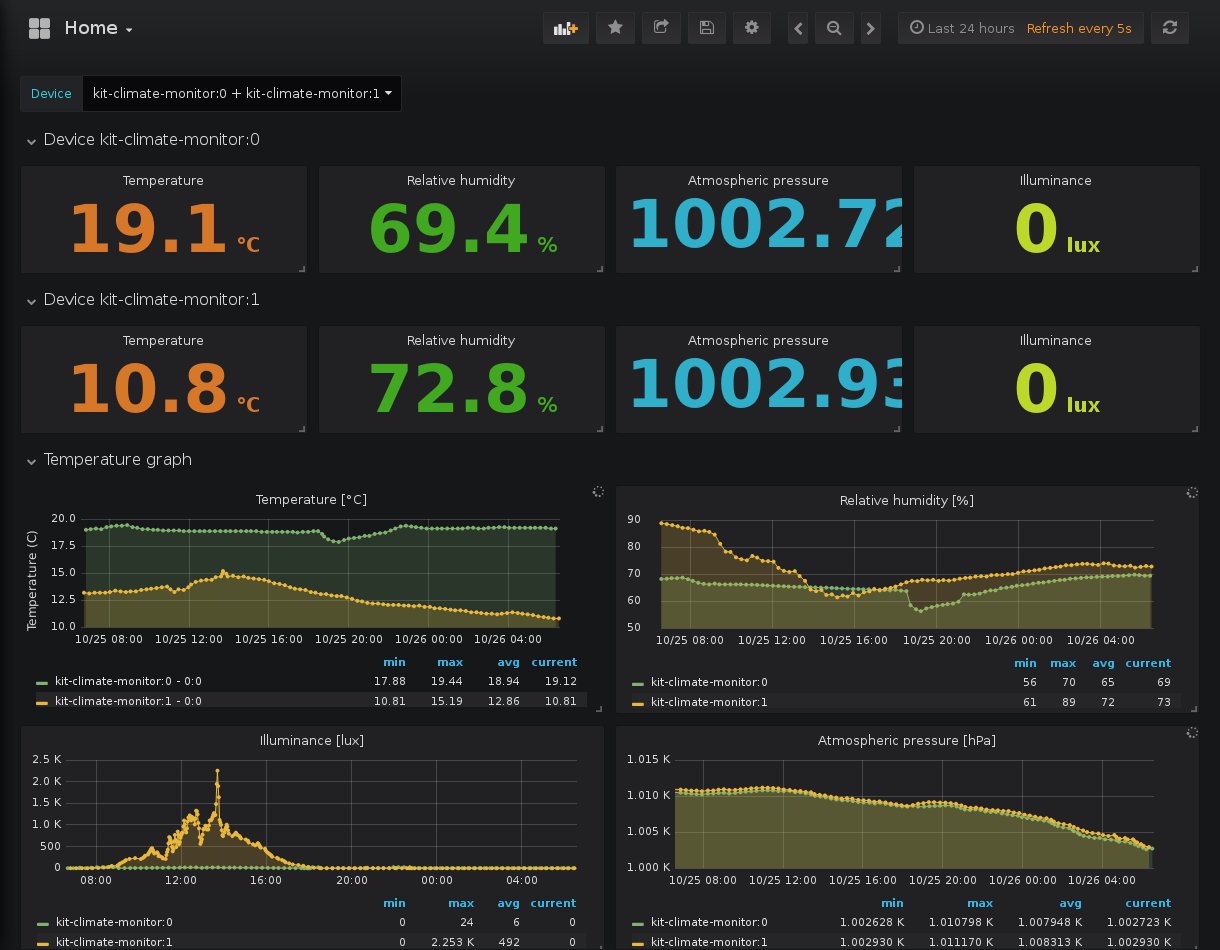 Home
Last 24 hours Refresh every 5s
Device kit-climate-monitor:0 + kit-climate-monitor:1
Device kit-climate-monitor:0
Temperature Relative humidity Atmospheric pressure Illuminance
19.1 °C 69.4 % 1002.72 0 lux
Device kit-climate-monitor:1
Temperature Relative humidity Atmospheric pressure Illuminance
10.8 °C 72.8 % 1002.93 0 lux
Temperature graph
Temperature [°C]
Temperature (C)
20.0
17.5
15.0
12.5
10.0
10/25 08:00 10/25 12:00 10/25 16:00 10/25 20:00 10/26 00:00 10/26 04:00
min max avg current
kit-climate-monitor:0 - 0:0 17.88 19.44 18.94 19.12
kit-climate-monitor:1 - 0:0 10.81 15.19 12.86 10.81
Relative humidity [%]
90
80
70
60
50
10/25 08:00 10/25 12:00 10/25 16:00 10/25 20:00 10/26 00:00 10/26 04:00
min max avg current
kit-climate-monitor:0 56 70 65 69
kit-climate-monitor:1 61 89 72 73
Illuminance [lux]
2.5 K
2.0 K
1.5 K
1.0 K
500
0
08:00 12:00 16:00 20:00 00:00 04:00
min max avg current
kit-climate-monitor:0 0 24 6 0
kit-climate-monitor:1 0 2.253 K 492 0
Atmospheric pressure [hPa]
1.015 K
1.010 K
1.005 K
1.000 K
10/25 08:00 10/25 12:00 10/25 16:00 10/25 20:00 10/26 00:00 10/26 04:00
min max avg current
kit-climate-monitor:0 1.002628 K 1.010798 K 1.007948 K 1.002723 K
kit-climate-monitor:1 1.002930 K 1.011170 K 1.008313 K 1.002930 K